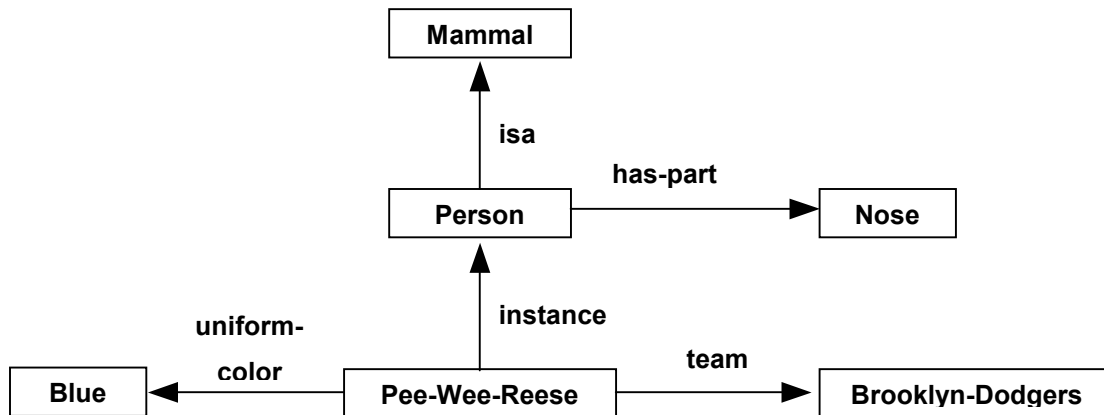 Mammal
isa
has-part
Person
Nose
instance
uniform-
color
team
Blue
Pee-Wee-Reese
Brooklyn-Dodgers